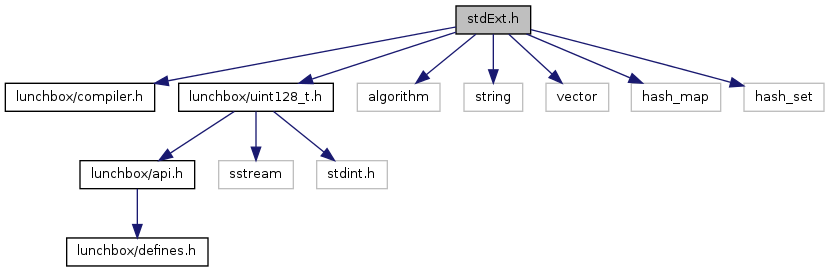 stdExt.h
lunchbox/compiler.h
lunchbox/uint128_t.h
algorithm
string
vector
hash_map
hash_set
lunchbox/api.h
sstream
stdint.h
lunchbox/defines.h